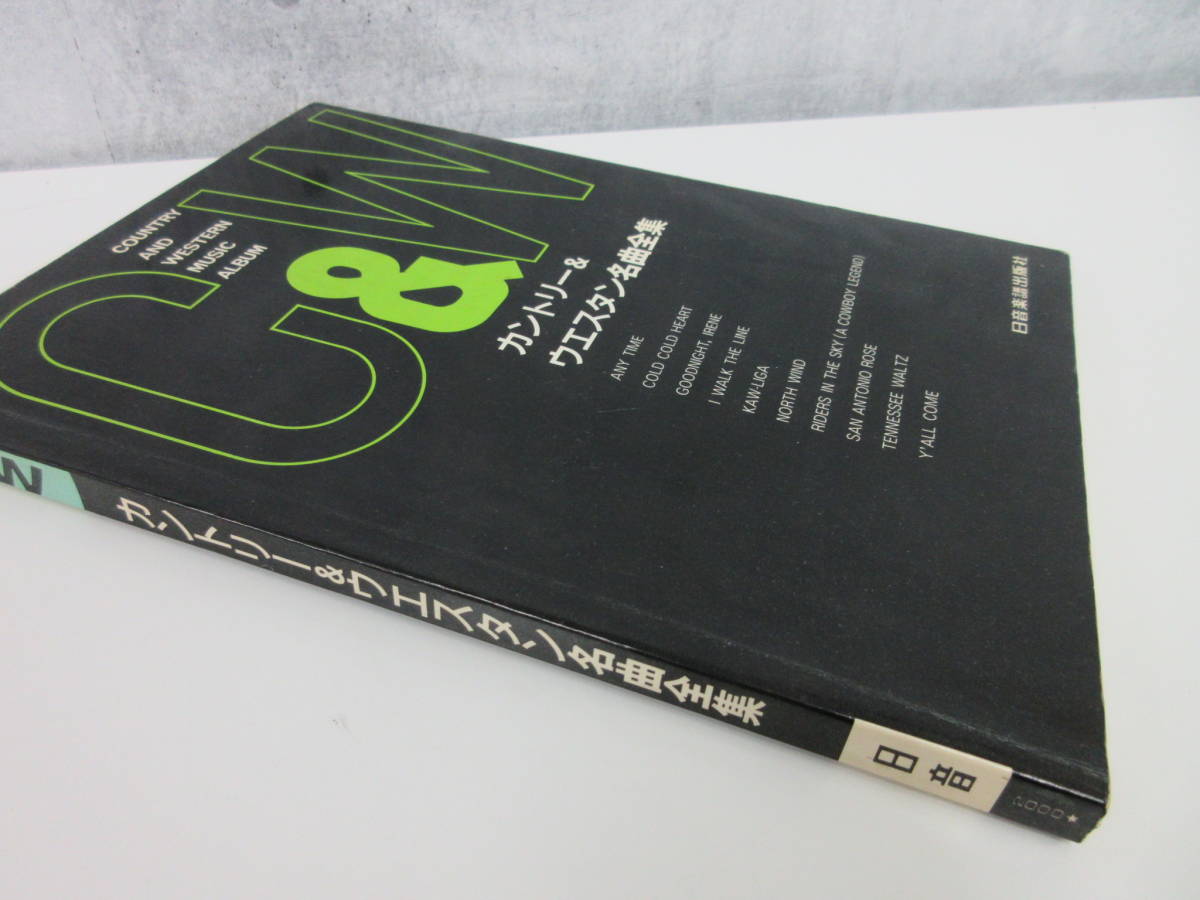 C&W
COUNTRY
AND
WESTERN
MUSIC
ALBUM
カントリー&
ウエスタン名曲全集
ANY TIME
COLD COLD HEART
GOODNIGHT, IRENE
I WALK THE LINE
KAW-LIGA
NORTH WIND
RIDERS IN THE SKY (A COWBOY LEGEND)
SAN ANTONIO ROSE
TENNESSEE WALTZ
Y'ALL COME
日音楽譜出版社
カントリー&ウエスタン名曲全集
日音
2000★